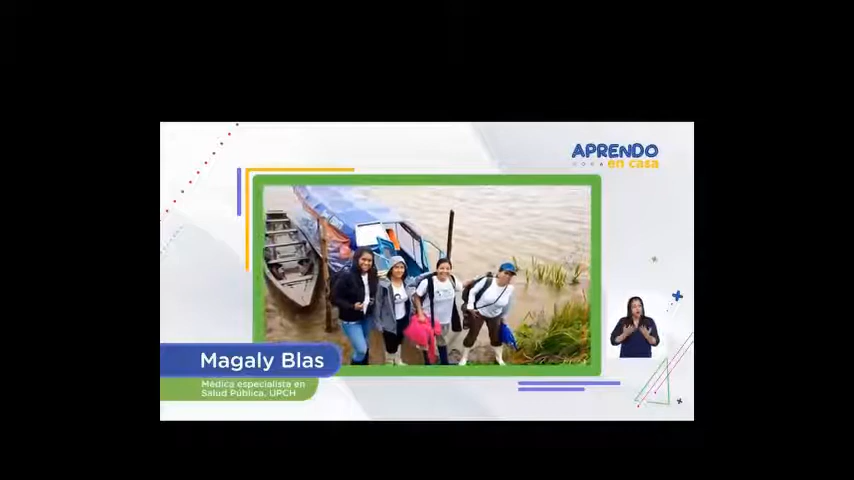 APRENDO
en casa
Magaly Blas
Médica especialista en
Salud Pública, UPCH